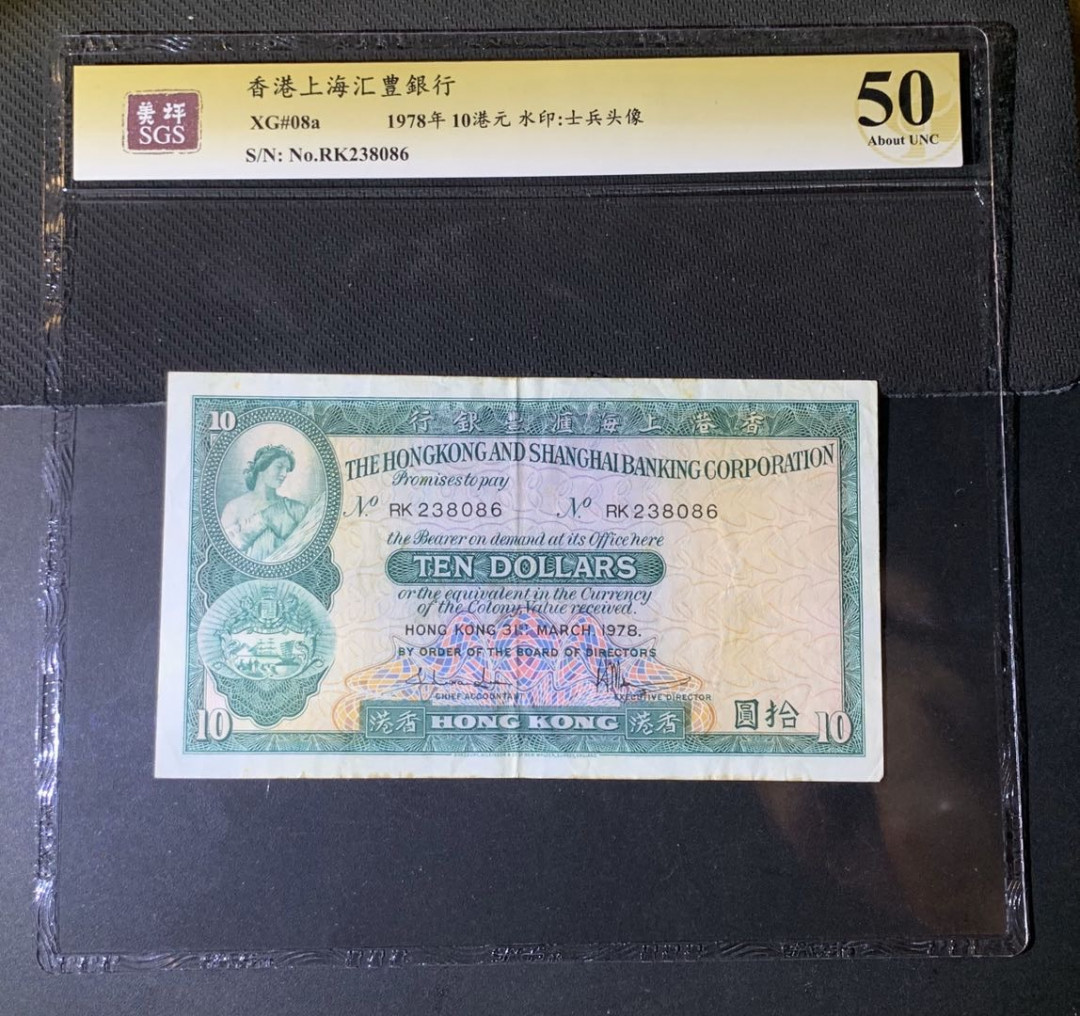 香港上海汇豐銀行
美评
SGS
XG#08a 1978年 10港元 水印:士兵头像
S/N: No.RK238086
50
About UNC
10
行銀豐滙海上港香
THE HONGKONG AND SHANGHAI BANKING CORPORATION
Promises to pay
No RK 238086 No RK 238086
the Bearer on demand at its Office here
TEN DOLLARS
or the equivalent in the Currency
of the Colony, Value received.
HONG KONG 31ST MARCH 1978.
BY ORDER OF THE BOARD OF DIRECTORS
CHIEF ACCOUNTANT EXECUTIVE DIRECTOR
10 港香 HONG KONG 港香 圓拾 10